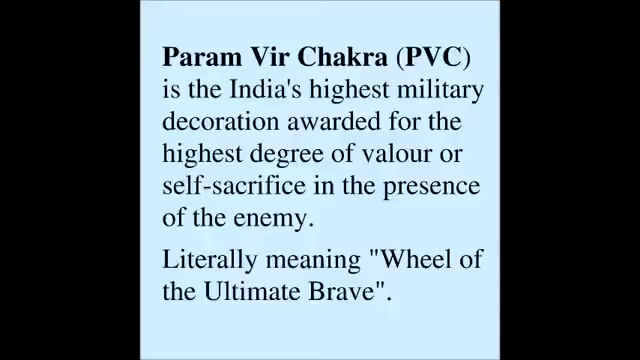 Param Vir Chakra (PVC)
is the India's highest military
decoration awarded for the
highest degree of valour or
self-sacrifice in the presence
of the enemy.
Literally meaning "Wheel of
the Ultimate Brave".